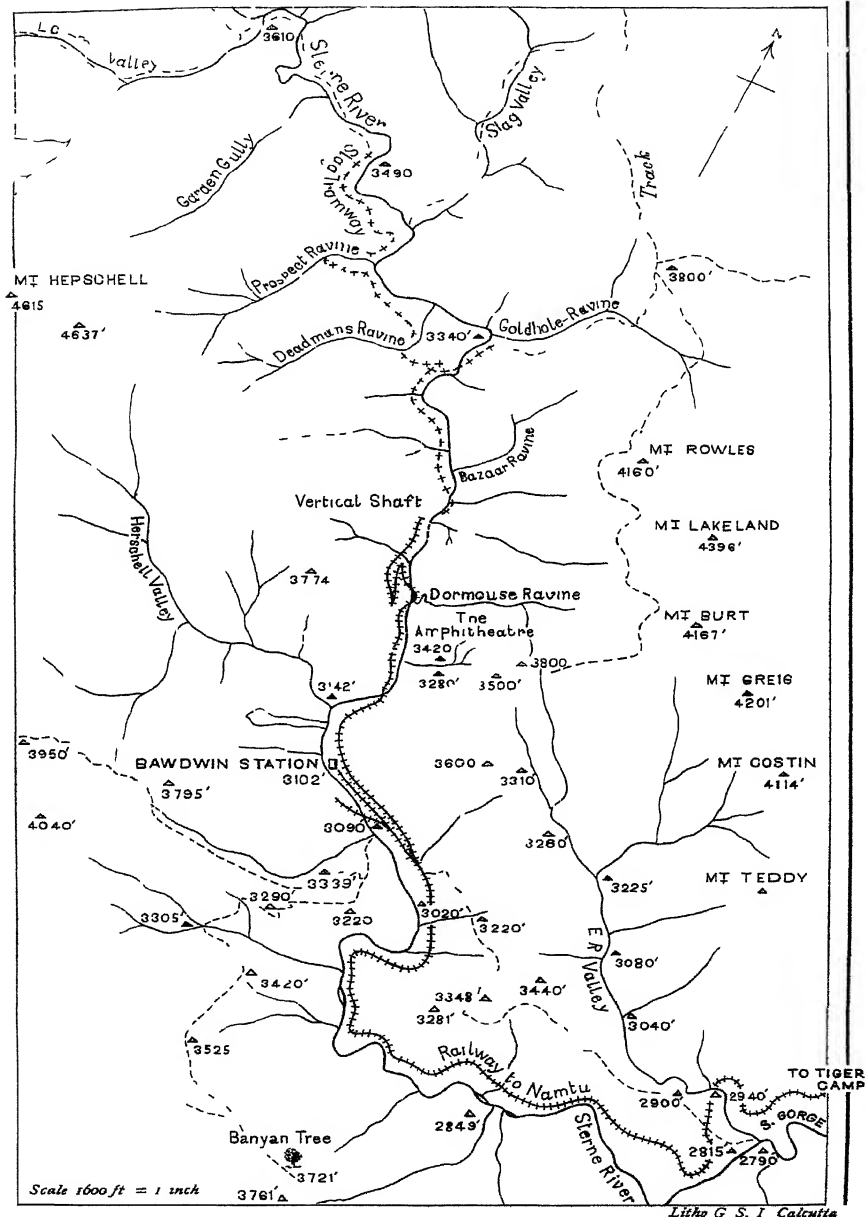 Lo
Valley
3610
Sterne River
Slag Valley
Garden Gully
3490
Slag Tramway
Track
Prospect Ravine
3800'
MT HEPSCHELL
4615
4637'
Deadmans Ravine
3340'
Goldhole-Ravine
Bazaar Ravine
MT ROWLES
4160'
Vertical Shaft
MT LAKELAND
4396'
Herschell Valley
3774
Dormouse Ravine
The
Amphitheatre
MT BURT
4167'
3420
3800
3280'
3500'
MT GREIG
4201'
3142'
3950'
BAWDWIN STATION
3102'
3600
3310'
MT COSTIN
4114'
3795'
4040'
3090'
3280'
3339'
3225'
MT TEDDY
3290'
3305'
3220
3020'
3220'
E R Valley
3080'
3420'
3440'
3348'
3281'
3040'
3525
Railway to Namtu
TO TIGER
CAMP
2900'
2940'
S. GORGE
2849'
Banyan Tree
Sterne River
2815'
2790'
3721'
Scale 1600 ft = 1 inch
3761'
Litho G. S. I. Calcutta
N